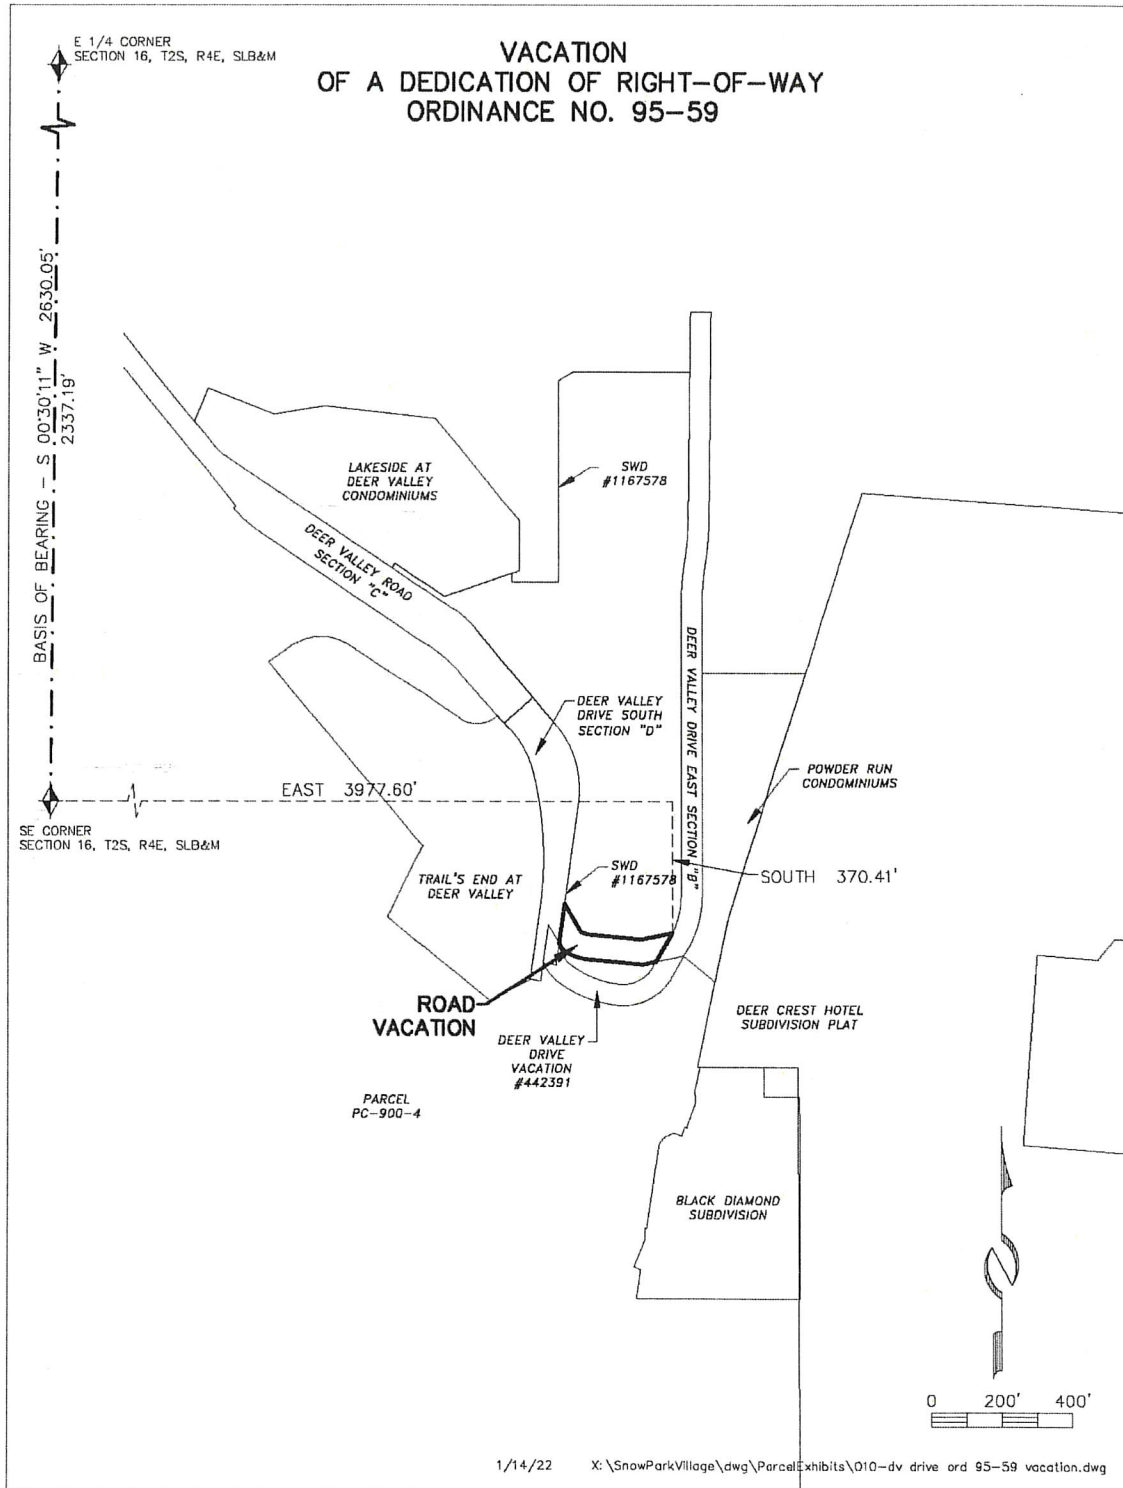 E 1/4 CORNER
SECTION 16, T2S, R4E, SLB&M
VACATION
OF A DEDICATION OF RIGHT-OF-WAY
ORDINANCE NO. 95-59
BASIS OF BEARING - S 00°30'11" W 2630.05'
2337.19'
LAKESIDE AT
DEER VALLEY
CONDOMINIUMS
SWD
#1167578
DEER VALLEY ROAD
SECTION "C"
DEER VALLEY DRIVE EAST SECTION "B"
DEER VALLEY
DRIVE SOUTH
SECTION "D"
POWDER RUN
CONDOMINIUMS
EAST 3977.60'
SE CORNER
SECTION 16, T2S, R4E, SLB&M
TRAIL'S END AT
DEER VALLEY
SWD
#1167578
SOUTH 370.41'
ROAD
VACATION
DEER VALLEY
DRIVE
VACATION
#442391
DEER CREST HOTEL
SUBDIVISION PLAT
PARCEL
PC-900-4
BLACK DIAMOND
SUBDIVISION
0 200' 400'
1/14/22 X:\SnowParkVillage\dwg\ParcelExhibits\010-dv drive ord 95-59 vacation.dwg